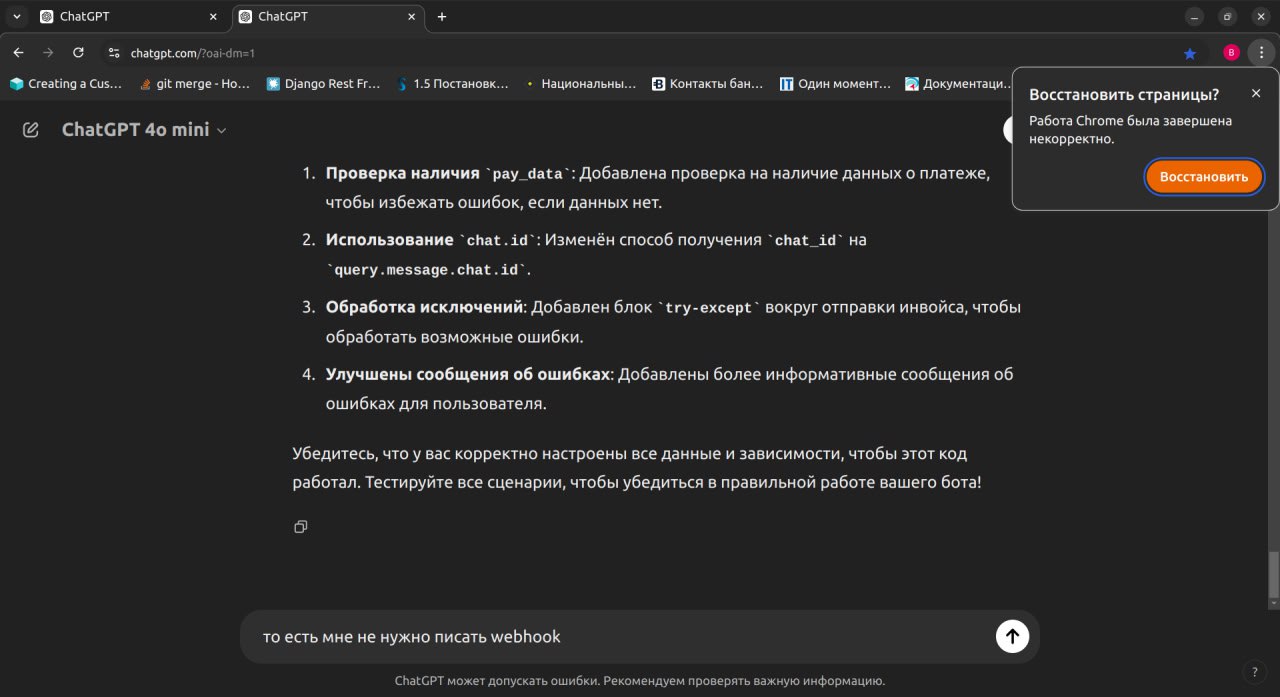 ChatGPT
ChatGPT
chatgpt.com/?oai-dm=1
B
Creating a Cus...
git merge - Ho...
Django Rest Fr...
1.5 Постановк...
Национальны...
Контакты бан...
Один момент...
Документаци...
Восстановить страницы?
Работа Chrome была завершена
некорректно.
Восстановить
ChatGPT 4o mini
1. Проверка наличия `pay_data`: Добавлена проверка на наличие данных о платеже,
чтобы избежать ошибок, если данных нет.
2. Использование `chat.id`: Изменён способ получения `chat_id` на
`query.message.chat.id`.
3. Обработка исключений: Добавлен блок `try-except` вокруг отправки инвойса, чтобы
обработать возможные ошибки.
4. Улучшены сообщения об ошибках: Добавлены более информативные сообщения об
ошибках для пользователя.
Убедитесь, что у вас корректно настроены все данные и зависимости, чтобы этот код
работал. Тестируйте все сценарии, чтобы убедиться в правильной работе вашего бота!
то есть мне не нужно писать webhook
ChatGPT может допускать ошибки. Рекомендуем проверять важную информацию.
?